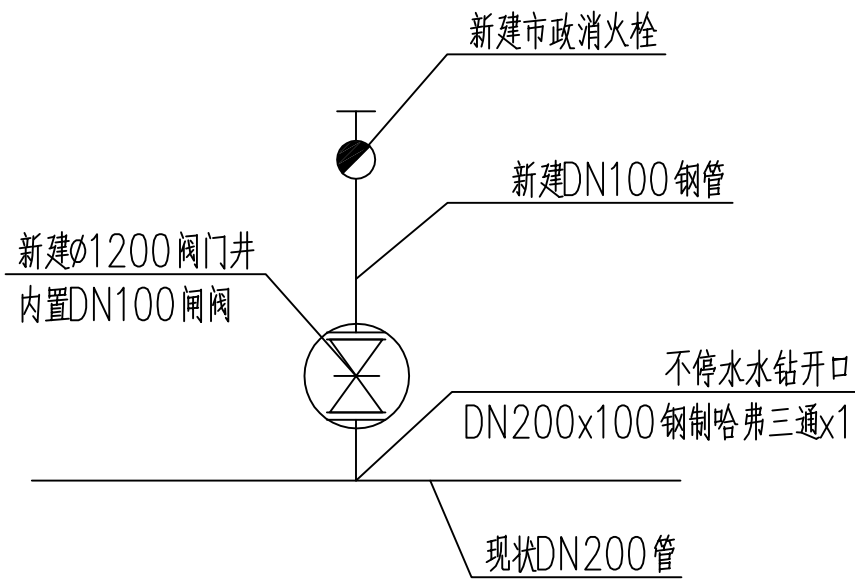 新建市政消火栓
新建DN100钢管
新建ø1200阀门井
内置DN100闸阀
不停水水钻开口
DN200x100钢制哈弗三通x1
现状DN200管